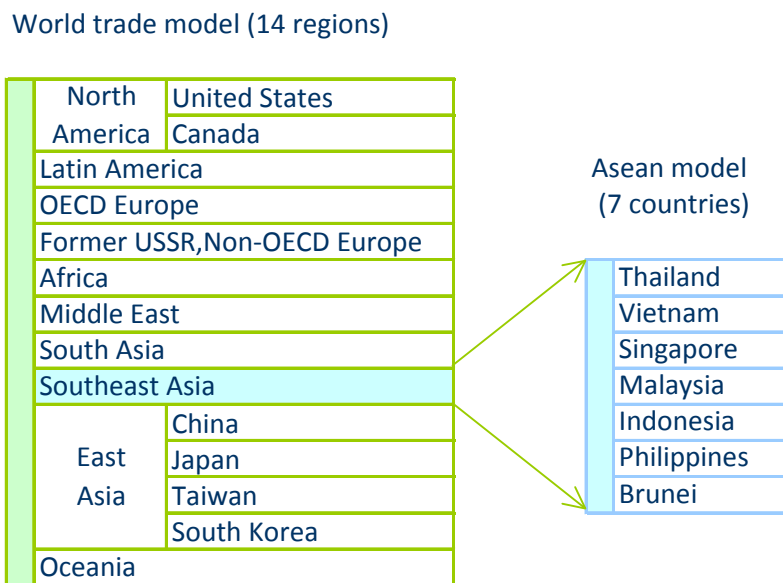 World trade model (14 regions)
North America
United States
Canada
Latin America
OECD Europe
Former USSR,Non-OECD Europe
Africa
Middle East
South Asia
Southeast Asia
East Asia
China
Japan
Taiwan
South Korea
Oceania
Asean model
(7 countries)
Thailand
Vietnam
Singapore
Malaysia
Indonesia
Philippines
Brunei